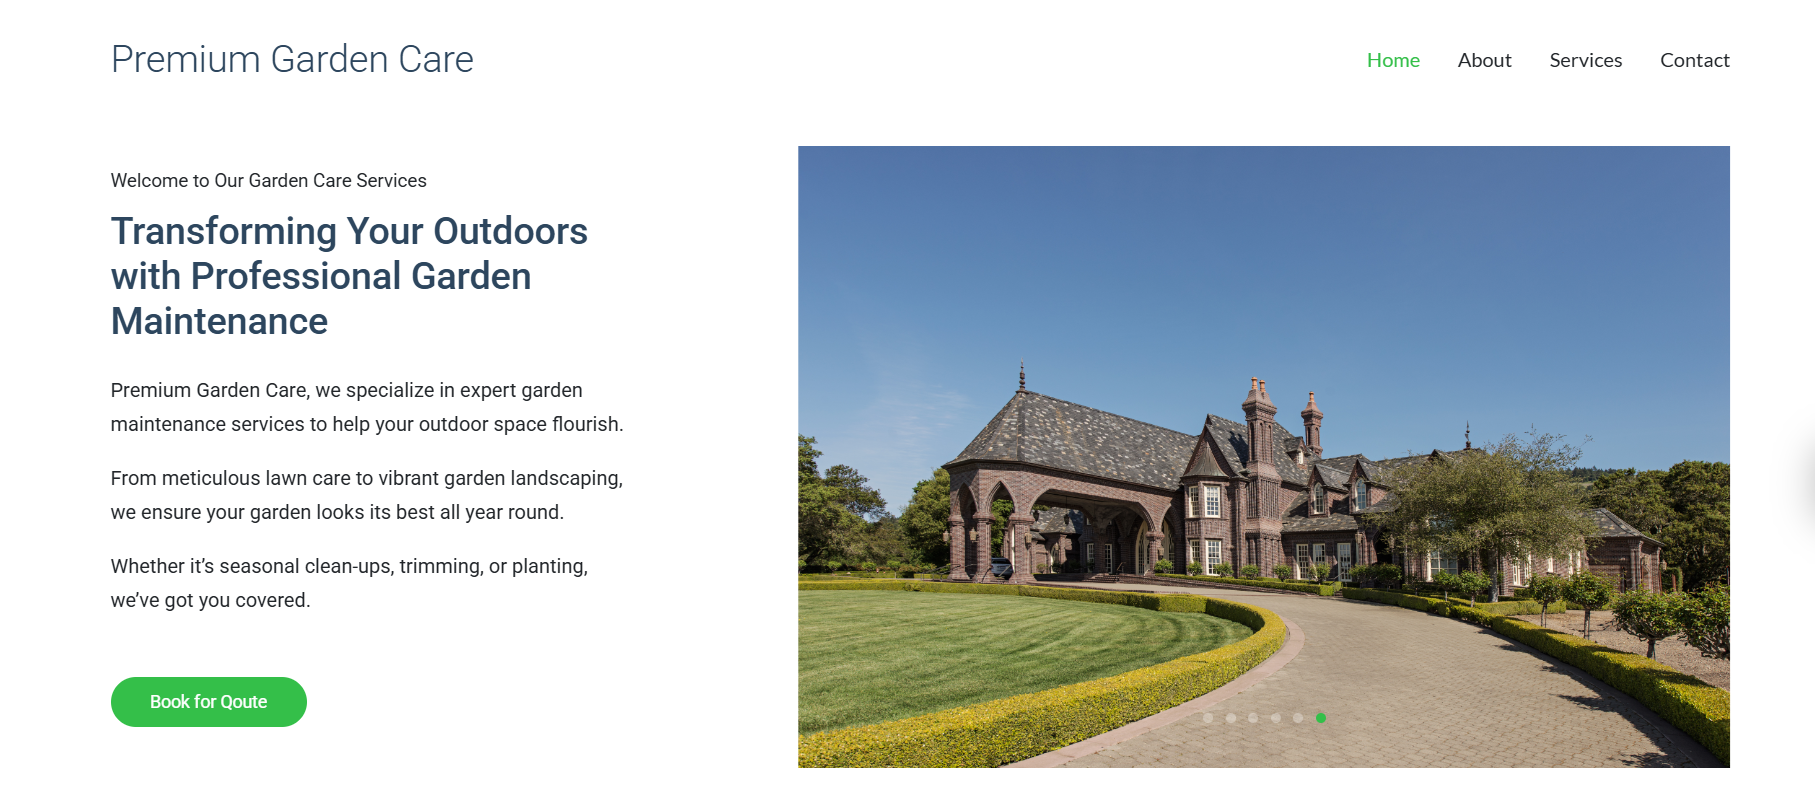 Premium Garden Care
Home About Services Contact
Welcome to Our Garden Care Services
Transforming Your Outdoors
with Professional Garden
Maintenance
Premium Garden Care, we specialize in expert garden
maintenance services to help your outdoor space flourish.
From meticulous lawn care to vibrant garden landscaping,
we ensure your garden looks its best all year round.
Whether it’s seasonal clean-ups, trimming, or planting,
we’ve got you covered.
Book for Qoute